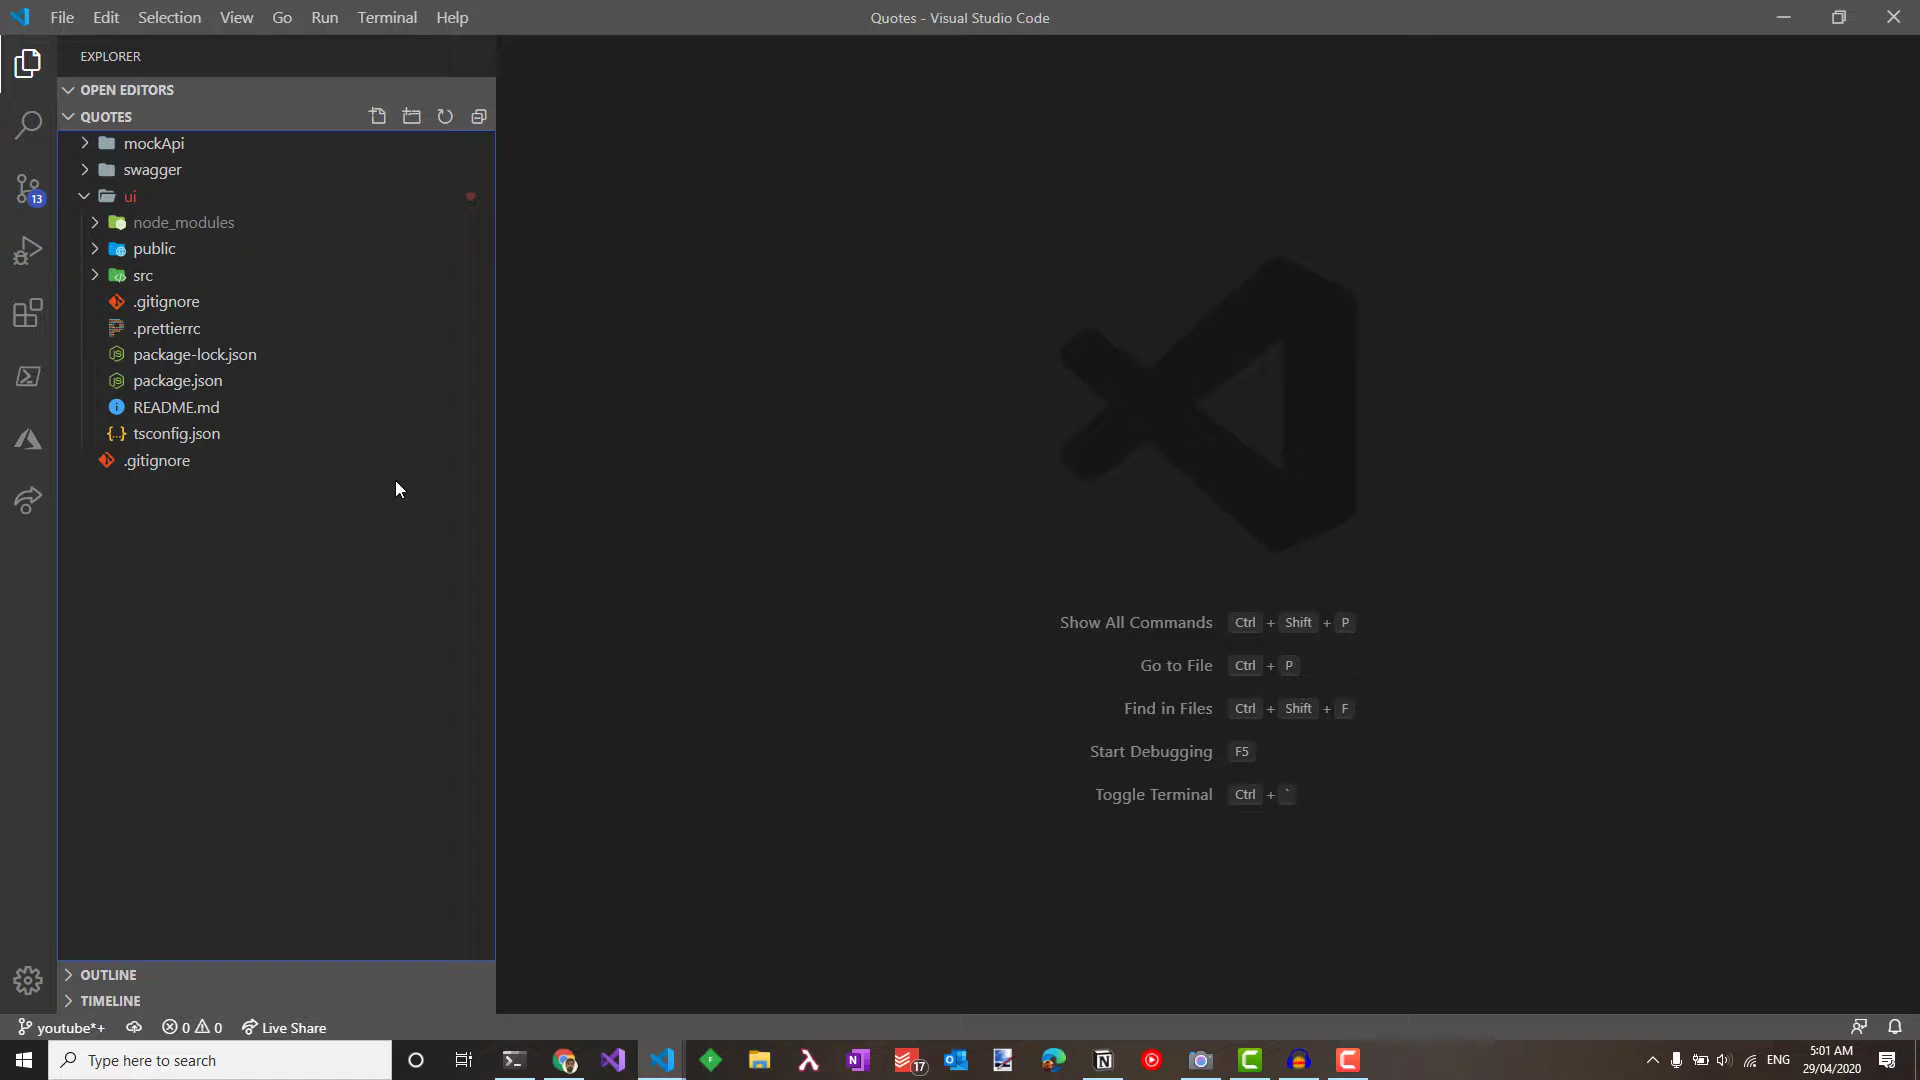 File Edit Selection View Go Run Terminal Help
Quotes - Visual Studio Code
EXPLORER
OPEN EDITORS
QUOTES
mockApi
swagger
ui
node_modules
public
src
.gitignore
.prettierrc
package-lock.json
package.json
README.md
tsconfig.json
.gitignore
13
Show All Commands Ctrl + Shift + P
Go to File Ctrl + P
Find in Files Ctrl + Shift + F
Start Debugging F5
Toggle Terminal Ctrl + `
OUTLINE
TIMELINE
youtube*+ 0 0 Live Share
Type here to search
17
ENG
5:01 AM
29/04/2020